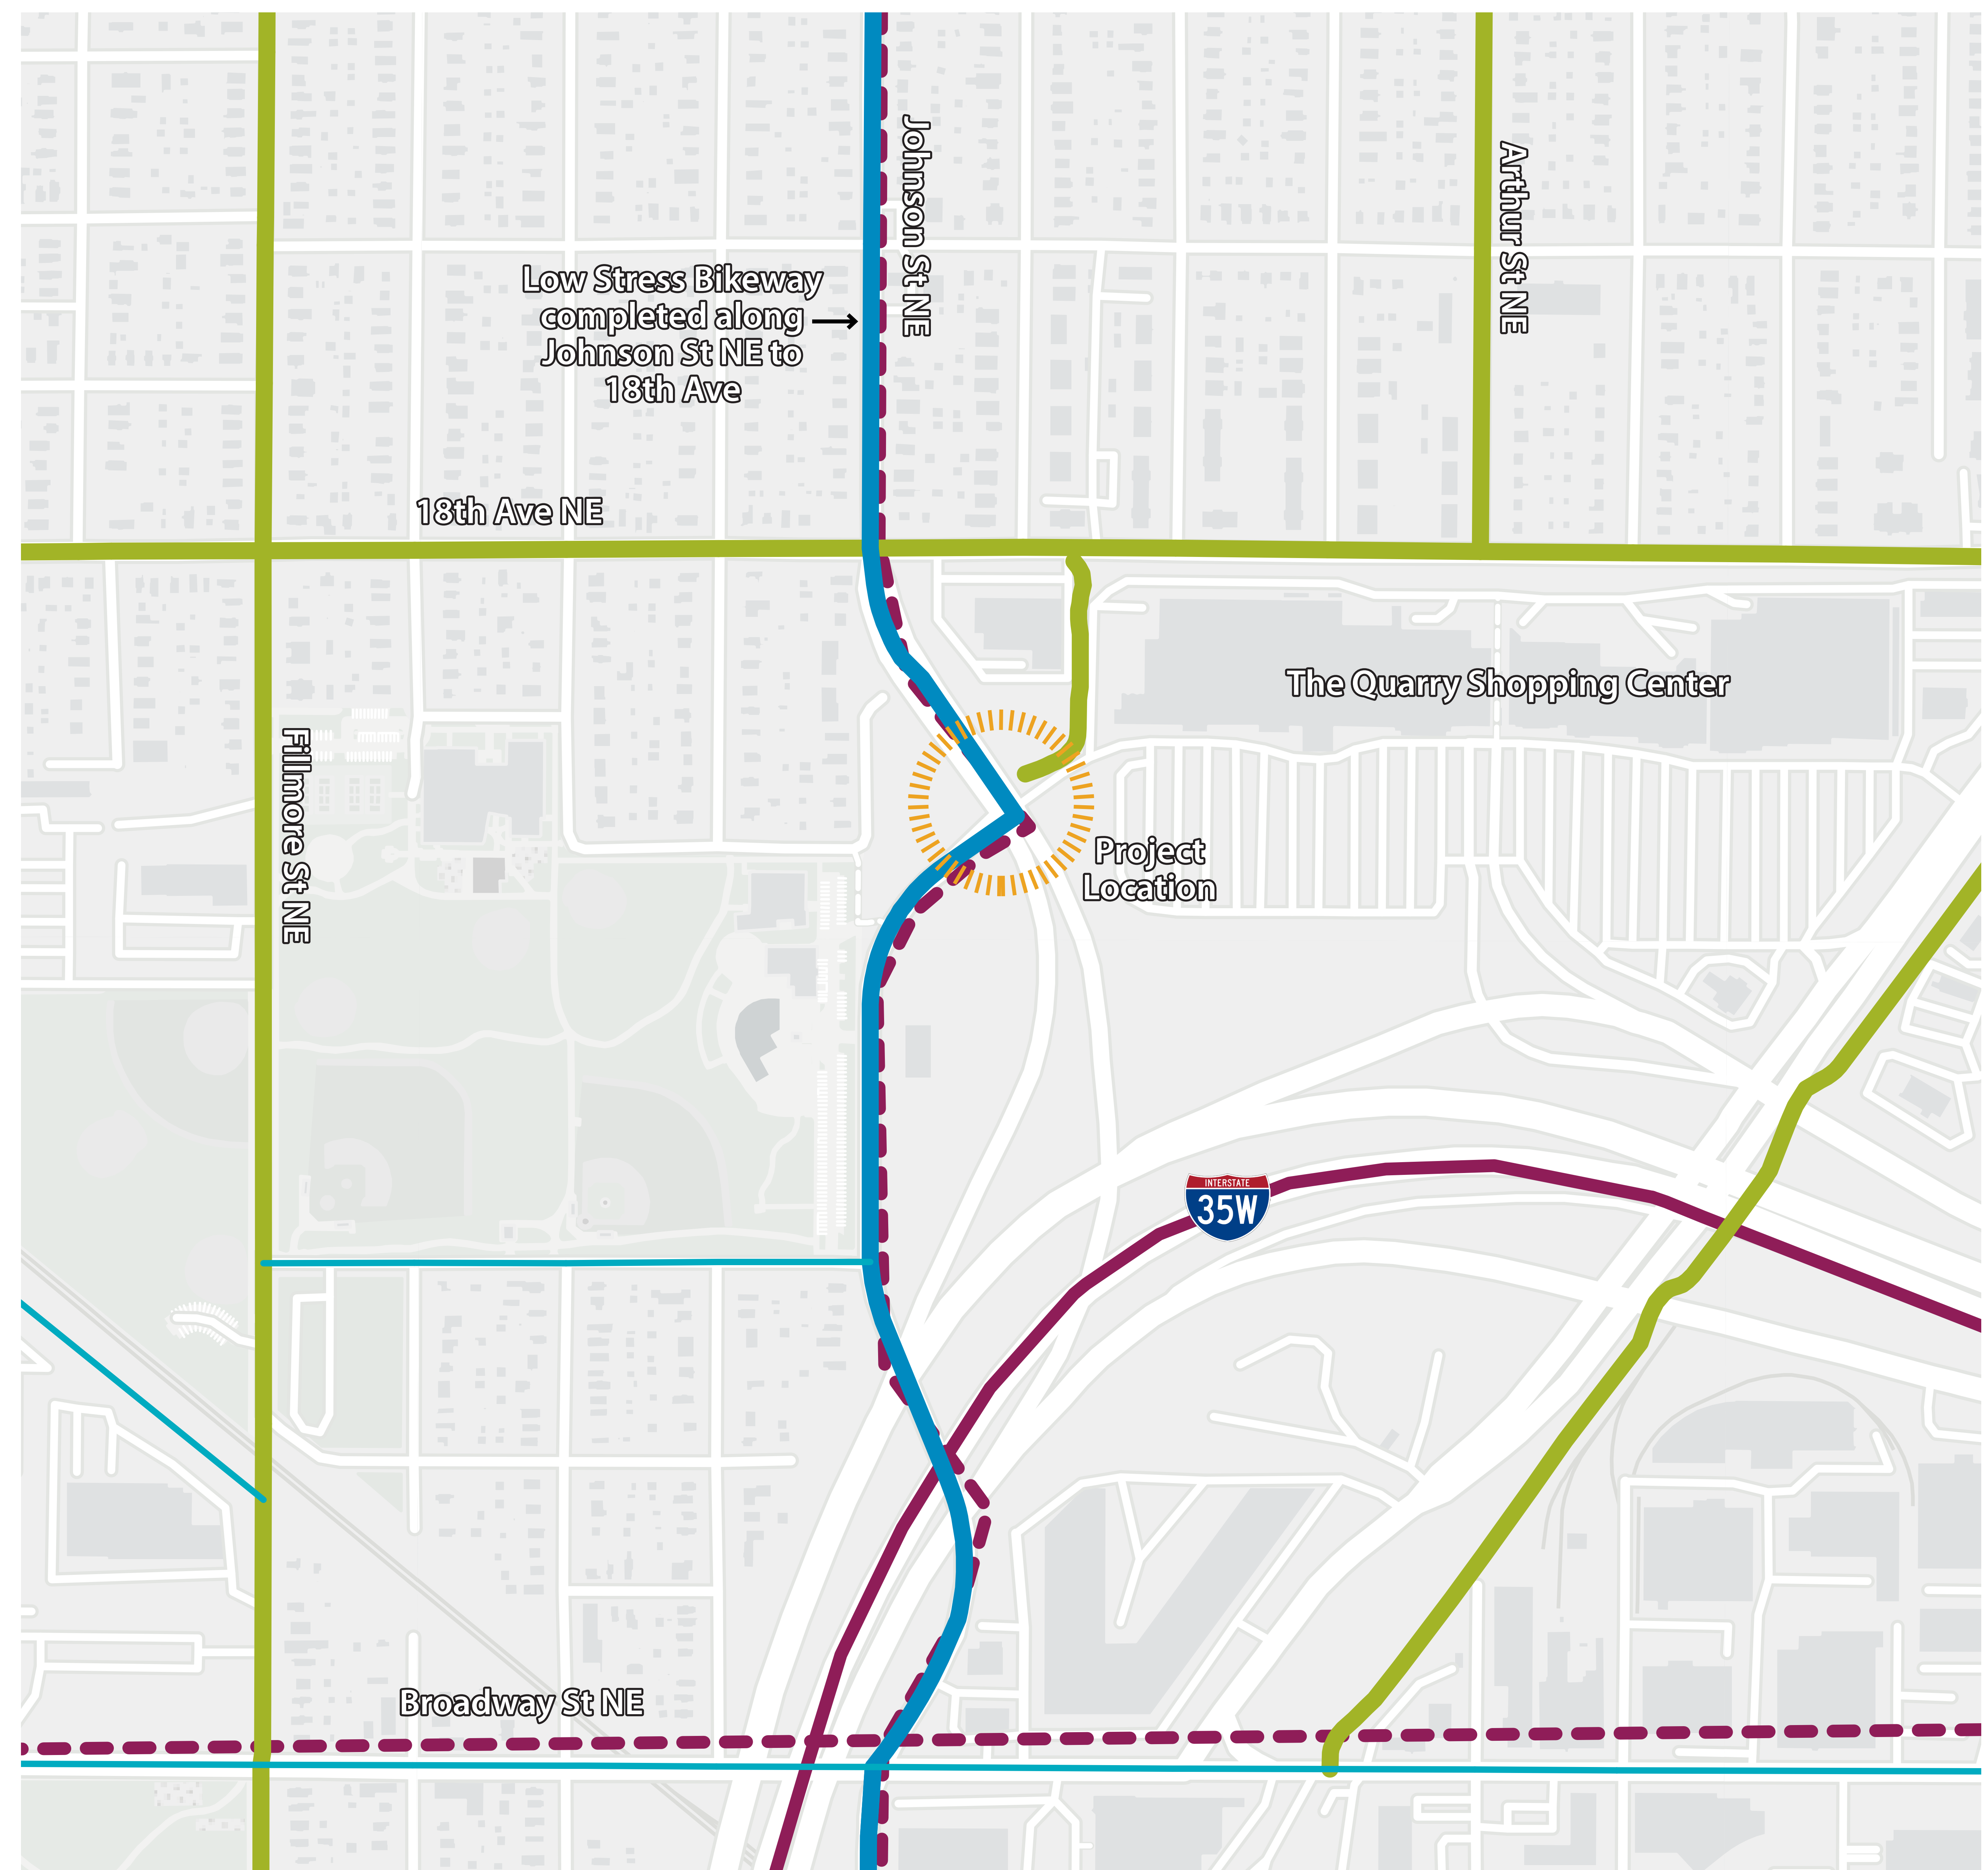 Johnson St NE
Arthur St NE
Low Stress Bikeway
completed along
Johnson St NE to
18th Ave
18th Ave NE
The Quarry Shopping Center
Fillmore St NE
Project
Location
INTERSTATE
35W
Broadway St NE